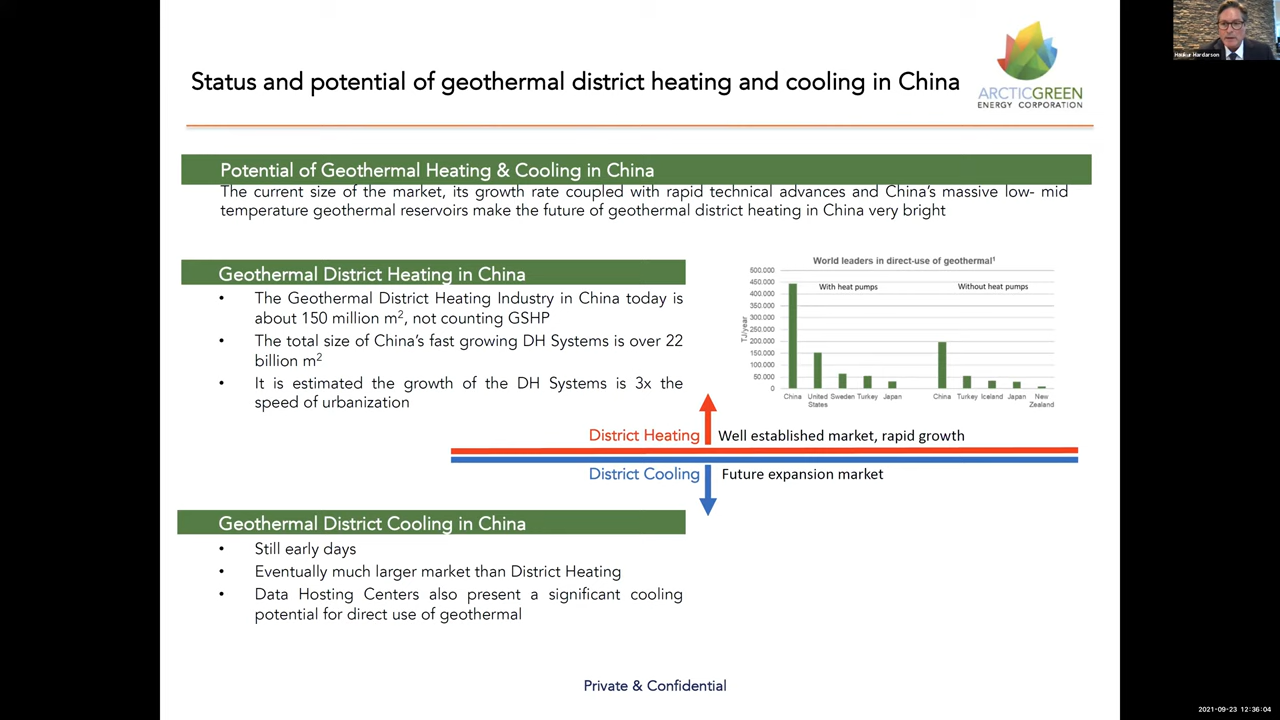 Haukur Hardarson
Status and potential of geothermal district heating and cooling in China
ARCTICGREEN
ENERGY CORPORATION
Potential of Geothermal Heating & Cooling in China
The current size of the market, its growth rate coupled with rapid technical advances and China's massive low- mid
temperature geothermal reservoirs make the future of geothermal district heating in China very bright
Geothermal District Heating in China
• The Geothermal District Heating Industry in China today is
about 150 million m², not counting GSHP
• The total size of China's fast growing DH Systems is over 22
billion m²
• It is estimated the growth of the DH Systems is 3x the
speed of urbanization
World leaders in direct-use of geothermal¹
TJ/year
500.000
450.000
400.000
350.000
300.000
250.000
200.000
150.000
100.000
50.000
0
With heat pumps
Without heat pumps
China United States Sweden Turkey Japan
China Turkey Iceland Japan New Zealand
District Heating
Well established market, rapid growth
District Cooling
Future expansion market
Geothermal District Cooling in China
• Still early days
• Eventually much larger market than District Heating
• Data Hosting Centers also present a significant cooling
potential for direct use of geothermal
Private & Confidential
2021-09-23 12:36:04